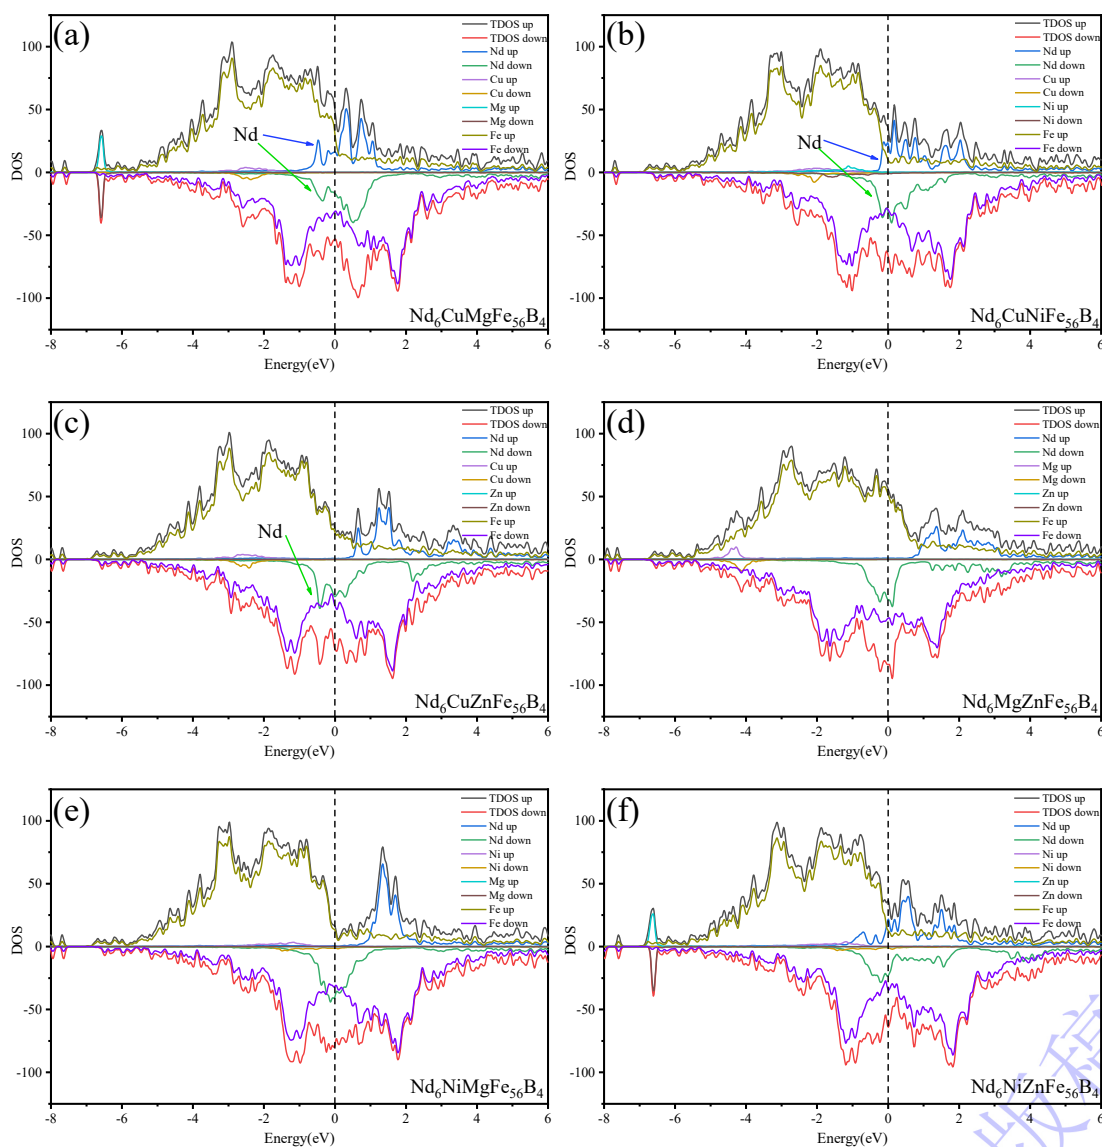 (a)
TDOS up
TDOS down
Nd up
Nd down
Cu up
Cu down
Mg up
Mg down
Fe up
Fe down
Nd
Nd₆CuMgFe₅₆B₄
DOS
100
50
0
-50
-100
-8 -6 -4 -2 0 2 4 6
Energy(eV)
(b)
TDOS up
TDOS down
Nd up
Nd down
Cu up
Cu down
Ni up
Ni down
Fe up
Fe down
Nd
Nd₆CuNiFe₅₆B₄
DOS
100
50
0
-50
-100
-8 -6 -4 -2 0 2 4 6
Energy(eV)
(c)
TDOS up
TDOS down
Nd up
Nd down
Cu up
Cu down
Zn up
Zn down
Fe up
Fe down
Nd
Nd₆CuZnFe₅₆B₄
DOS
100
50
0
-50
-100
-8 -6 -4 -2 0 2 4 6
Energy(eV)
(d)
TDOS up
TDOS down
Nd up
Nd down
Mg up
Mg down
Zn up
Zn down
Fe up
Fe down
Nd₆MgZnFe₅₆B₄
DOS
100
50
0
-50
-100
-8 -6 -4 -2 0 2 4 6
Energy(eV)
(e)
TDOS up
TDOS down
Nd up
Nd down
Ni up
Ni down
Mg up
Mg down
Fe up
Fe down
Nd₆NiMgFe₅₆B₄
DOS
100
50
0
-50
-100
-8 -6 -4 -2 0 2 4 6
Energy(eV)
(f)
TDOS up
TDOS down
Nd up
Nd down
Ni up
Ni down
Zn up
Zn down
Fe up
Fe down
Nd₆NiZnFe₅₆B₄
DOS
100
50
0
-50
-100
-8 -6 -4 -2 0 2 4 6
Energy(eV)
版稿